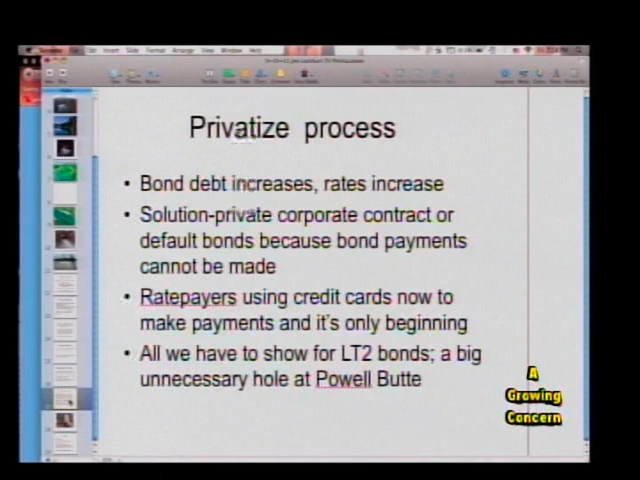 Privatize process
• Bond debt increases, rates increase
• Solution-private corporate contract or
default bonds because bond payments
cannot be made
• Ratepayers using credit cards now to
make payments and it's only beginning
• All we have to show for LT2 bonds; a big
unnecessary hole at Powell Butte
A
Growing
Concern